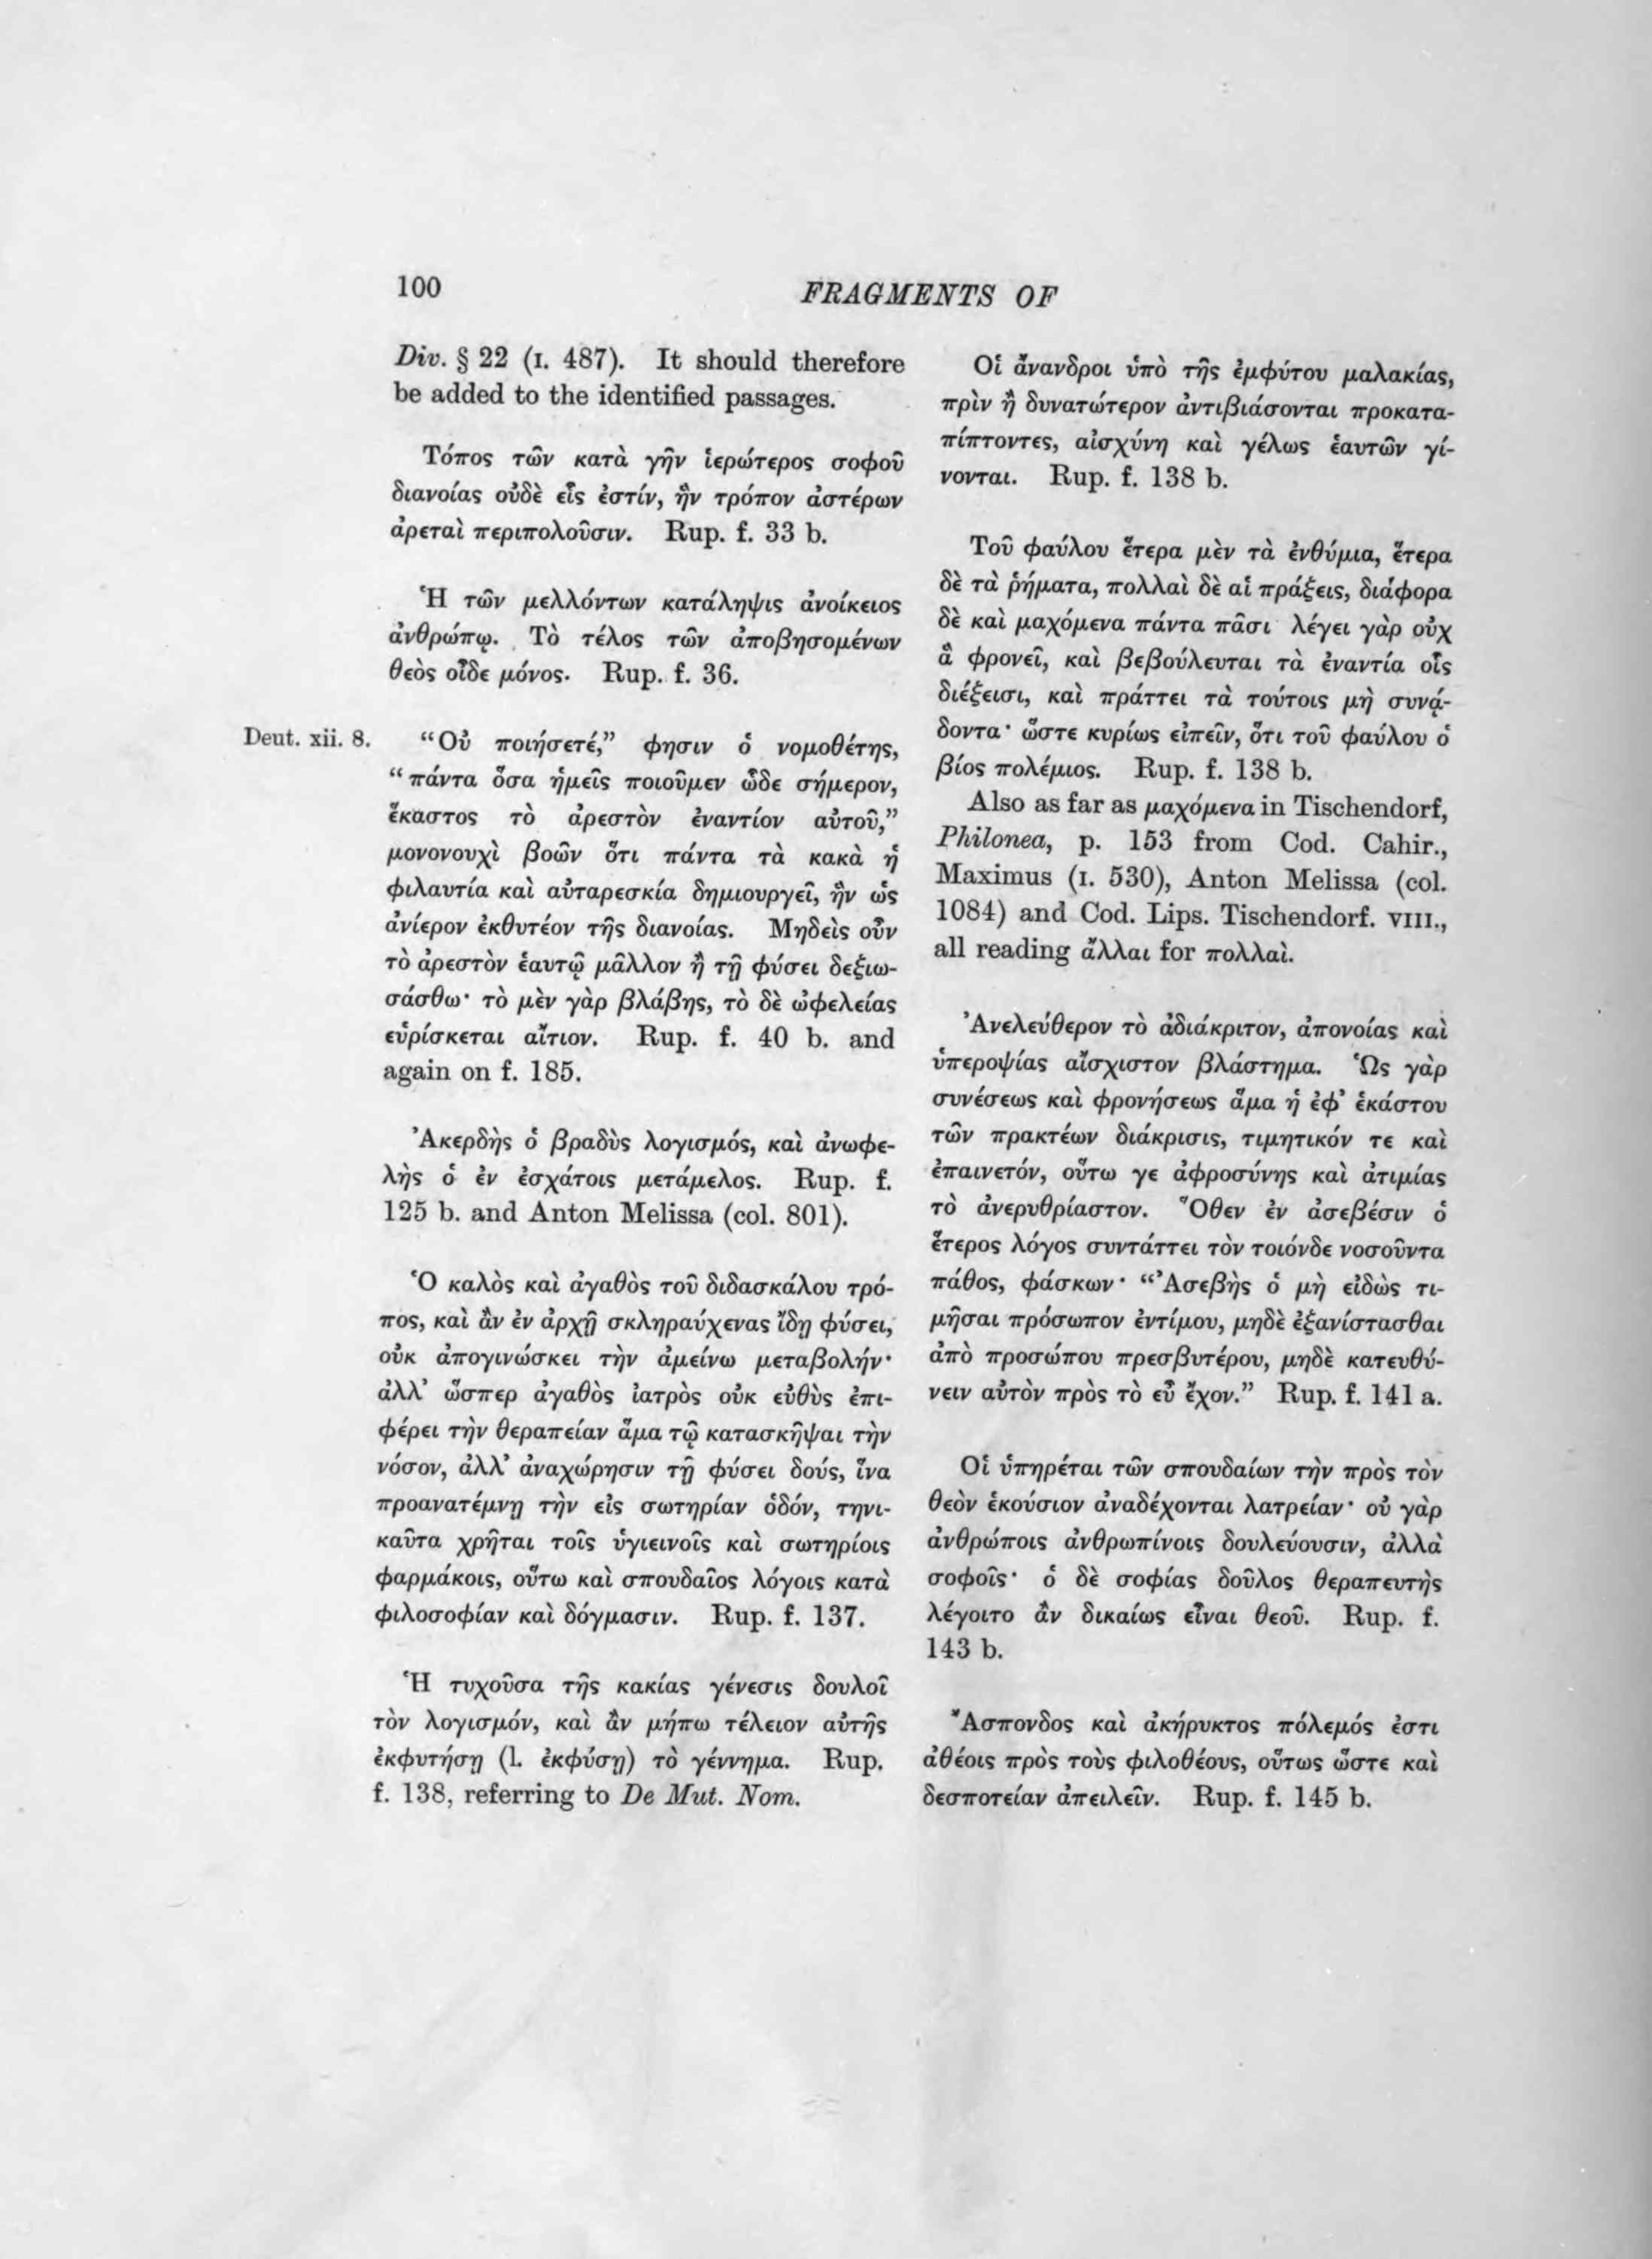 100
FRAGMENTS OF
Div. § 22 (I. 487). It should therefore
be added to the identified passages.
Τόπος τῶν κατὰ γῆν ἱερώτερος σοφοῦ
διανοίας οὐδὲ εἷς ἐστίν, ἣν τρόπον ἀστέρων
ἀρεταὶ περιπολοῦσιν. Rup. f. 33 b.
Ἡ τῶν μελλόντων κατάληψις ἀνοίκειος
ἀνθρώπῳ. Τὸ τέλος τῶν ἀποβησομένων
θεὸς οἶδε μόνος. Rup. f. 36.
Deut. xii. 8.
“Οὐ ποιήσετέ,” φησιν ὁ νομοθέτης,
“πάντα ὅσα ἡμεῖς ποιοῦμεν ὧδε σήμερον,
ἕκαστος τὸ ἀρεστὸν ἐναντίον αὐτοῦ,”
μονονουχὶ βοῶν ὅτι πάντα τὰ κακὰ ἡ
φιλαυτία καὶ αὐταρεσκία δημιουργεῖ, ἣν ὡς
ἀνίερον ἐκθυτέον τῆς διανοίας. Μηδεὶς οὖν
τὸ ἀρεστὸν ἑαυτῷ μᾶλλον ἢ τῇ φύσει δεξιω-
σάσθω· τὸ μὲν γὰρ βλάβης, τὸ δὲ ὠφελείας
εὑρίσκεται αἴτιον. Rup. f. 40 b. and
again on f. 185.
Ἀκερδὴς ὁ βραδὺς λογισμός, καὶ ἀνωφε-
λὴς ὁ ἐν ἐσχάτοις μετάμελος. Rup. f.
125 b. and Anton Melissa (col. 801).
Ὁ καλὸς καὶ ἀγαθὸς τοῦ διδασκάλου τρό-
πος, καὶ ἂν ἐν ἀρχῇ σκληραύχενας ἴδῃ φύσει,
οὐκ ἀπογινώσκει τὴν ἀμείνω μεταβολήν·
ἀλλ’ ὥσπερ ἀγαθὸς ἰατρὸς οὐκ εὐθὺς ἐπι-
φέρει τὴν θεραπείαν ἅμα τῷ κατασκῆψαι τὴν
νόσον, ἀλλ’ ἀναχώρησιν τῇ φύσει δούς, ἵνα
προανατέμνῃ τὴν εἰς σωτηρίαν ὁδόν, τηνι-
καῦτα χρῆται τοῖς ὑγιεινοῖς καὶ σωτηρίοις
φαρμάκοις, οὕτω καὶ σπουδαῖος λόγοις κατὰ
φιλοσοφίαν καὶ δόγμασιν. Rup. f. 137.
Ἡ τυχοῦσα τῆς κακίας γένεσις δουλοῖ
τὸν λογισμόν, καὶ ἂν μήπω τέλειον αὐτῆς
ἐκφυτήσῃ (l. ἐκφύσῃ) τὸ γέννημα. Rup.
f. 138, referring to De Mut. Nom.
Οἱ ἄνανδροι ὑπὸ τῆς ἐμφύτου μαλακίας,
πρὶν ἢ δυνατώτερον ἀντιβιάσονται προκατα-
πίπτοντες, αἰσχύνη καὶ γέλως ἑαυτῶν γί-
νονται. Rup. f. 138 b.
Τοῦ φαύλου ἕτερα μὲν τὰ ἐνθύμια, ἕτερα
δὲ τὰ ῥήματα, πολλαὶ δὲ αἱ πράξεις, διάφορα
δὲ καὶ μαχόμενα πάντα πᾶσι λέγει γὰρ οὐχ
ἃ φρονεῖ, καὶ βεβούλευται τὰ ἐναντία οἷς
διέξεισι, καὶ πράττει τὰ τούτοις μὴ συνᾴ-
δοντα· ὥστε κυρίως εἰπεῖν, ὅτι τοῦ φαύλου ὁ
βίος πολέμιος. Rup. f. 138 b.
Also as far as μαχόμενα in Tischendorf,
Philonea, p. 153 from Cod. Cahir.,
Maximus (I. 530), Anton Melissa (col.
1084) and Cod. Lips. Tischendorf. VIII.,
all reading ἄλλαι for πολλαὶ.
Ἀνελεύθερον τὸ ἀδιάκριτον, ἀπονοίας καὶ
ὑπεροψίας αἴσχιστον βλάστημα. Ὡς γὰρ
συνέσεως καὶ φρονήσεως ἅμα ἡ ἐφ’ ἑκάστου
τῶν πρακτέων διάκρισις, τιμητικόν τε καὶ
ἐπαινετόν, οὕτω γε ἀφροσύνης καὶ ἀτιμίας
τὸ ἀνερυθρίαστον. Ὅθεν ἐν ἀσεβέσιν ὁ
ἕτερος λόγος συντάττει τὸν τοιόνδε νοσοῦντα
πάθος, φάσκων· “Ἀσεβὴς ὁ μὴ εἰδὼς τι-
μῆσαι πρόσωπον ἐντίμου, μηδὲ ἐξανίστασθαι
ἀπὸ προσώπου πρεσβυτέρου, μηδὲ κατευθύ-
νειν αὐτὸν πρὸς τὸ εὖ ἔχον.” Rup. f. 141 a.
Οἱ ὑπηρέται τῶν σπουδαίων τὴν πρὸς τὸν
θεὸν ἑκούσιον ἀναδέχονται λατρείαν· οὐ γὰρ
ἀνθρώποις ἀνθρωπίνοις δουλεύουσιν, ἀλλὰ
σοφοῖς· ὁ δὲ σοφίας δοῦλος θεραπευτὴς
λέγοιτο ἂν δικαίως εἶναι θεοῦ. Rup. f.
143 b.
Ἄσπονδος καὶ ἀκήρυκτος πόλεμός ἐστι
ἀθέοις πρὸς τοὺς φιλοθέους, οὕτως ὥστε καὶ
δεσποτείαν ἀπειλεῖν. Rup. f. 145 b.